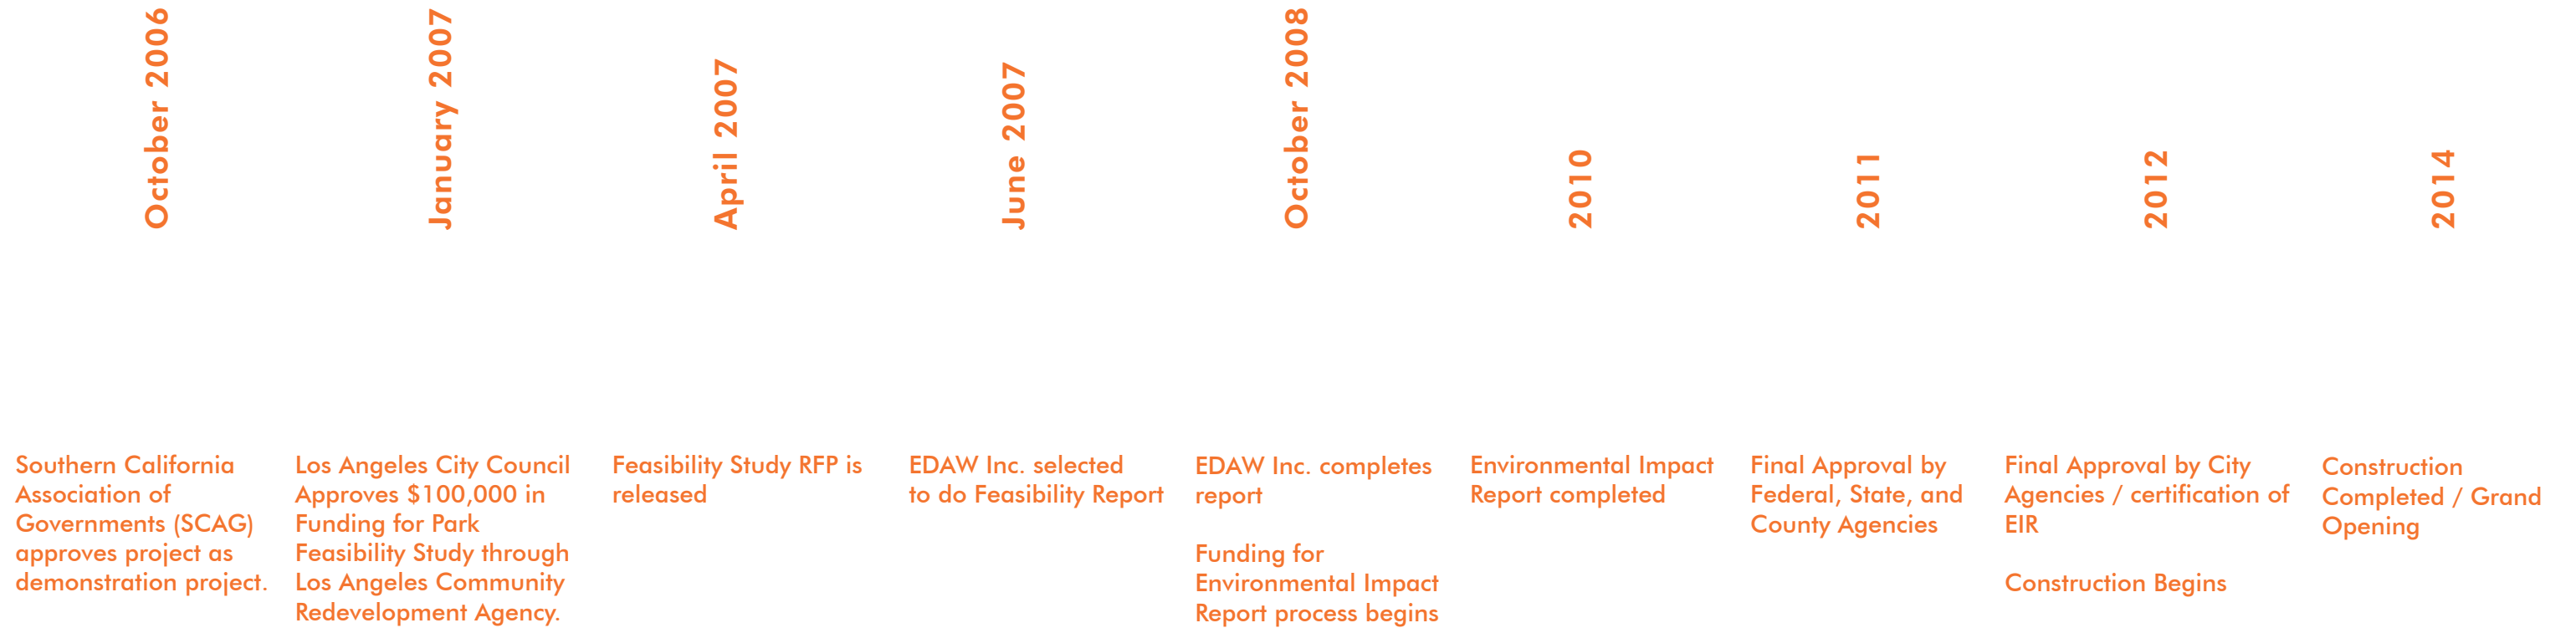 October 2006
January 2007
April 2007
June 2007
October 2008
2010
2011
2012
2014
Southern California
Association of
Governments (SCAG)
approves project as
demonstration project.
Los Angeles City Council
Approves $100,000 in
Funding for Park
Feasibility Study through
Los Angeles Community
Redevelopment Agency.
Feasibility Study RFP is
released
EDAW Inc. selected
to do Feasibility Report
EDAW Inc. completes
report
Funding for
Environmental Impact
Report process begins
Environmental Impact
Report completed
Final Approval by
Federal, State, and
County Agencies
Final Approval by City
Agencies / certification of
EIR
Construction Begins
Construction
Completed / Grand
Opening